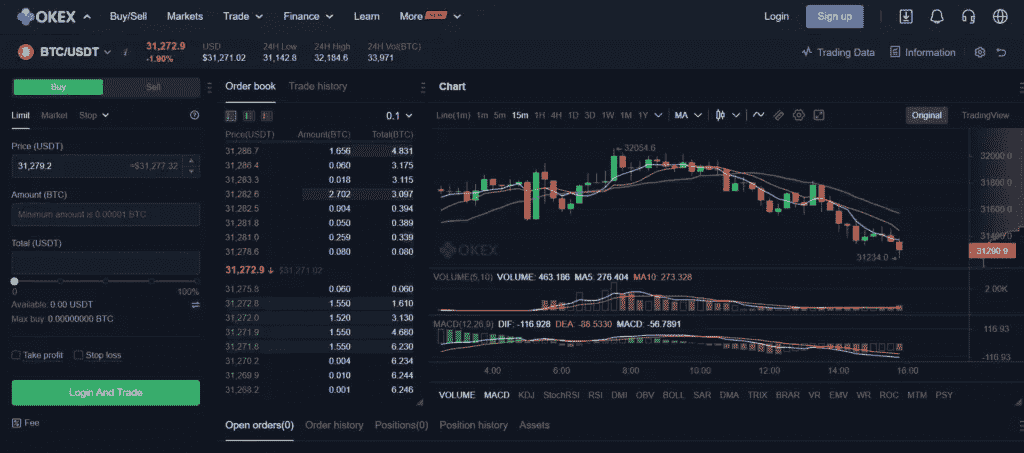 OKEX Buy/Sell Markets Trade Finance Learn More NEW Login Sign up
BTC/USDT 31,272.9 -1.90% USD $31,271.02 24H Low 31,142.8 24H High 32,184.6 24H Vol(BTC) 33,971 Trading Data Information
Buy Sell
Limit Market Stop
Price (USDT)
31,279.2 ≈$31,277.32
Amount (BTC)
Minimum amount is 0.00001 BTC
Total (USDT)
0 100%
Available 0.00 USDT
Max buy 0.00000000 BTC
Take profit Stop loss
Login And Trade
Fee
Order book Trade history
0.1
Price(USDT) Amount(BTC) Total(BTC)
31,286.7 1.656 4.831
31,286.4 0.060 3.175
31,283.3 0.018 3.115
31,282.6 2.702 3.097
31,282.5 0.004 0.394
31,281.8 0.050 0.389
31,281.0 0.259 0.339
31,278.6 0.080 0.080
31,272.9 $31,271.02
31,275.8 0.060 0.060
31,272.8 1.550 1.610
31,272.0 1.520 3.130
31,271.9 1.550 4.680
31,271.8 1.550 6.230
31,270.2 0.004 6.234
31,269.9 0.010 6.244
31,268.2 0.001 6.246
Chart
Line(1m) 1m 5m 15m 1H 4H 1D 3D 1W 1M 1Y MA Original TradingView
32054.6
32000.0
31800.0
31600.0
31400.0
31290.9
31234.0
OKEX
VOLUME(5,10) VOLUME: 463.186 MA5: 276.404 MA10: 273.328
2.00K
MACD(12,26,9) DIF: -116.928 DEA: -88.5330 MACD: -56.7891
116.93
-116.93
4:00 6:00 8:00 10:00 12:00 14:00 16:00
VOLUME MACD KDJ StochRSI RSI DMI OBV BOLL SAR DMA TRIX BRAR VR EMV WR ROC MTM PSY
Open orders(0) Order history Positions(0) Position history Assets